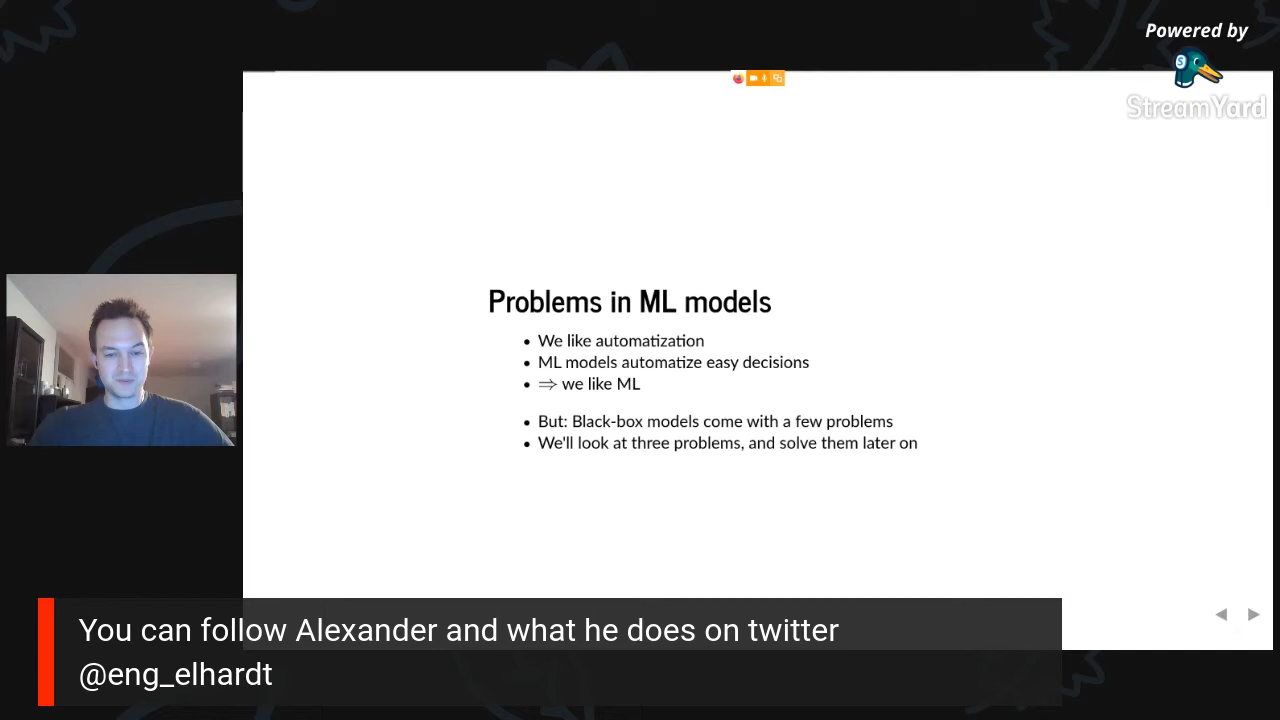 Powered by
StreamYard
Problems in ML models
• We like automatization
• ML models automatize easy decisions
• ⇒ we like ML
• But: Black-box models come with a few problems
• We'll look at three problems, and solve them later on
You can follow Alexander and what he does on twitter
@eng_elhardt